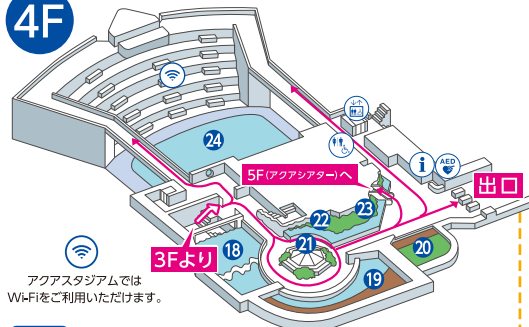 4F
24
5F(アクアシアター)へ
i
AED
出口
23
22
21
3Fより
18
20
19
アクアスタジアムでは
Wi-Fiをご利用いただけます。